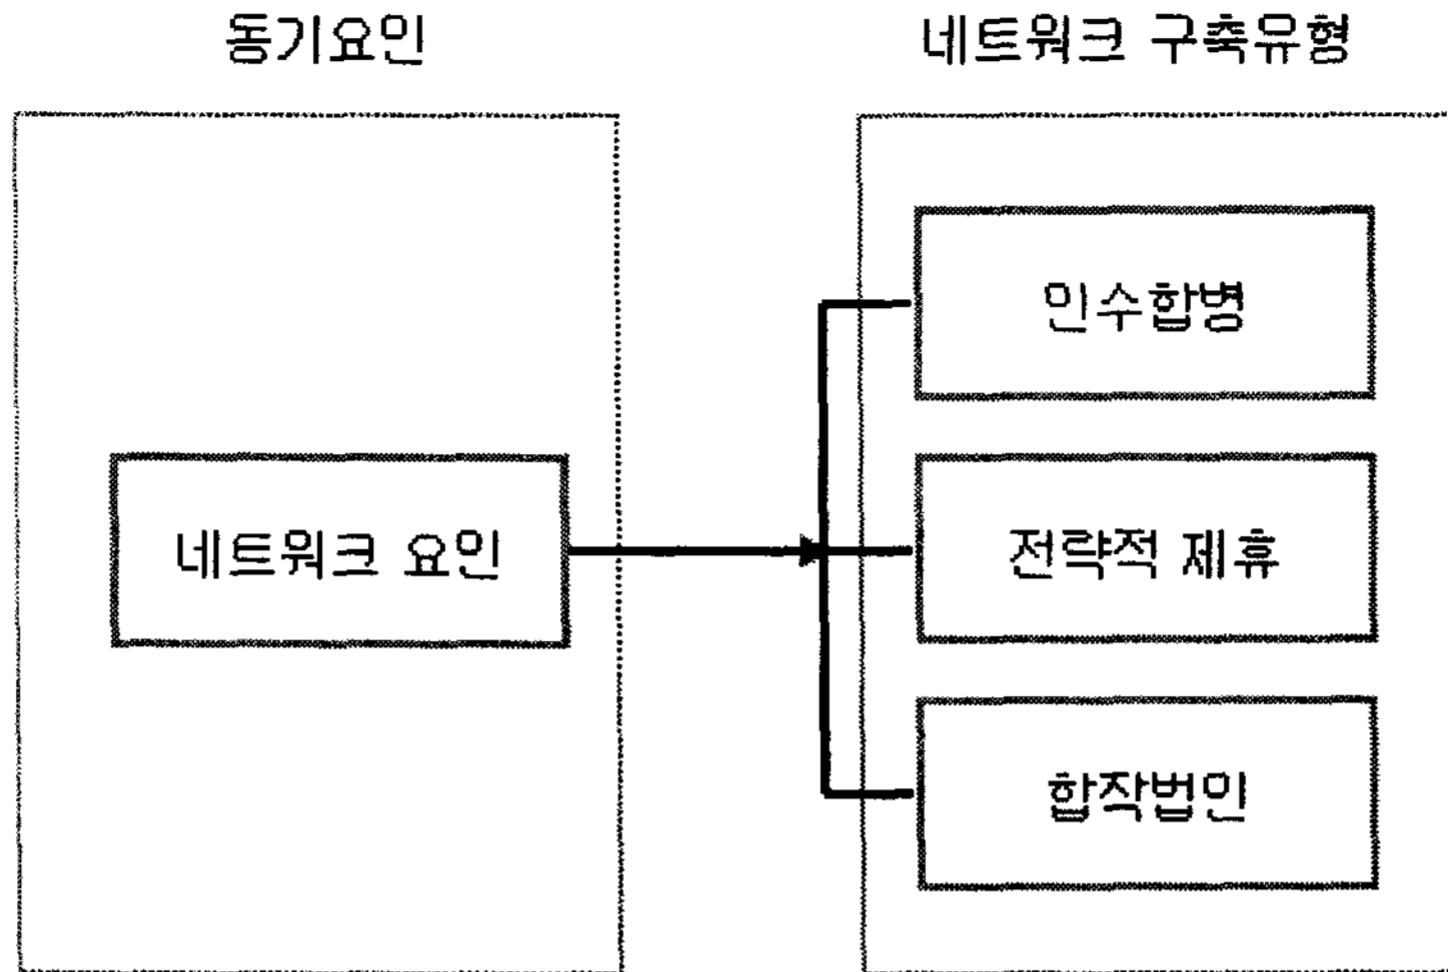 동기요인
네트워크 구축유형
인수합병
네트워크 요인
전략적 제휴
합작법인